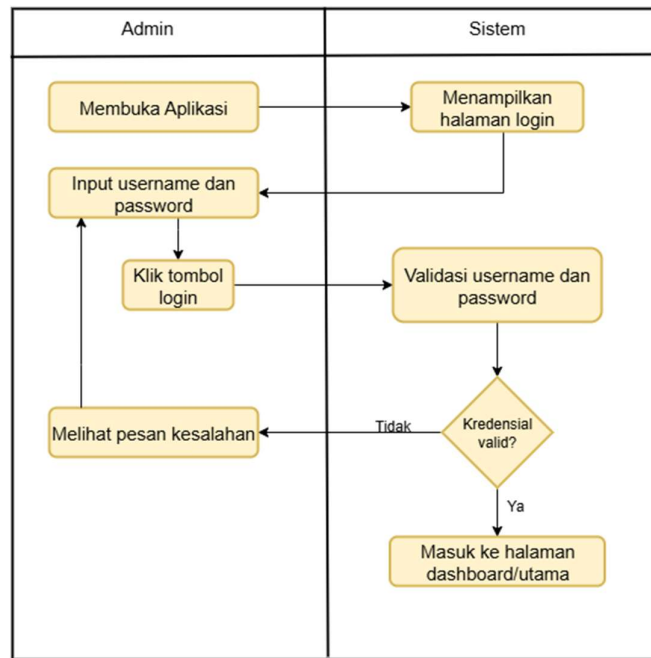 Admin
Sistem
Membuka Aplikasi
Menampilkan
halaman login
Input username dan
password
Klik tombol
login
Validasi username dan
password
Kredensial
valid?
Tidak
Melihat pesan kesalahan
Ya
Masuk ke halaman
dashboard/utama